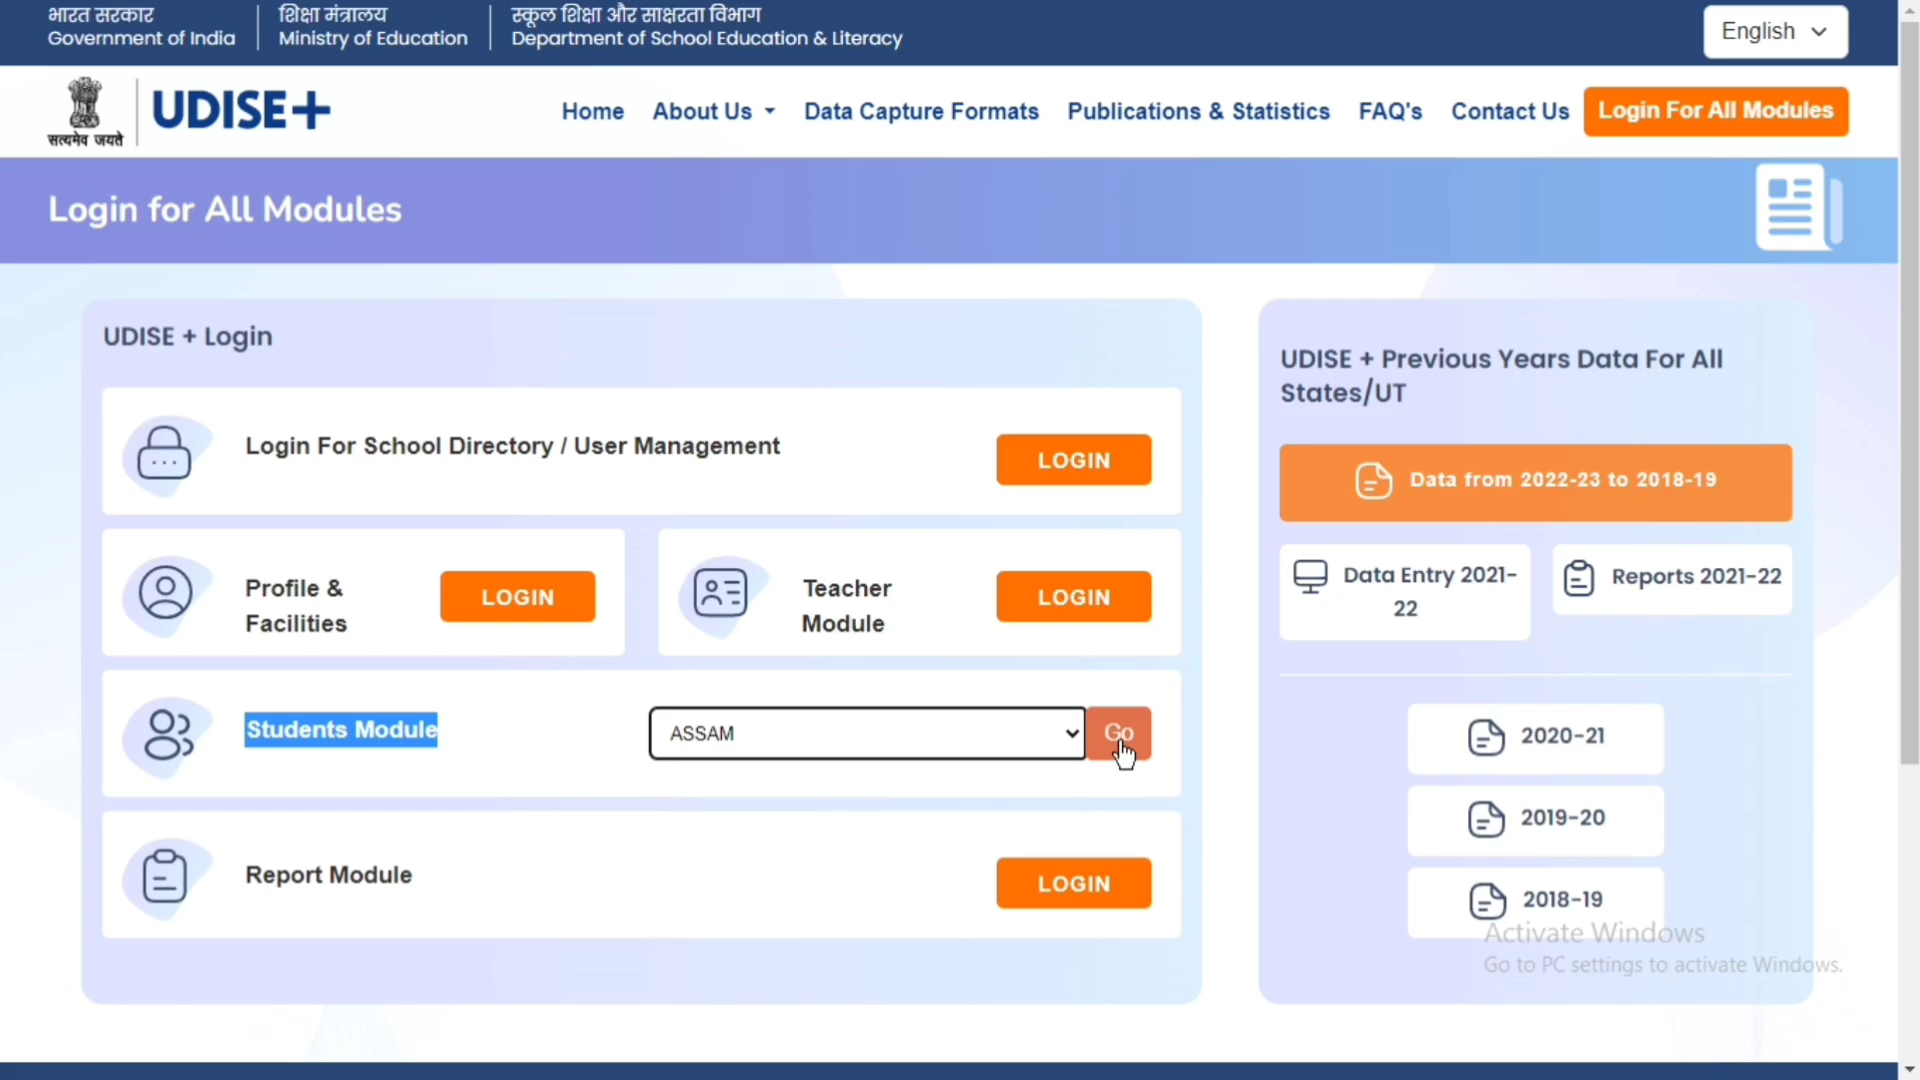 भारत सरकार
Government of India
शिक्षा मंत्रालय
Ministry of Education
स्कूल शिक्षा और साक्षरता विभाग
Department of School Education & Literacy
English
सत्यमेव जयते
UDISE+
Home
About Us
Data Capture Formats
Publications & Statistics
FAQ's
Contact Us
Login For All Modules
Login for All Modules
UDISE + Login
Login For School Directory / User Management
LOGIN
Profile &
Facilities
LOGIN
Teacher
Module
LOGIN
Students Module
ASSAM
Go
Report Module
LOGIN
UDISE + Previous Years Data For All
States/UT
Data from 2022-23 to 2018-19
Data Entry 2021-
22
Reports 2021-22
2020-21
2019-20
2018-19
Activate Windows
Go to PC settings to activate Windows.